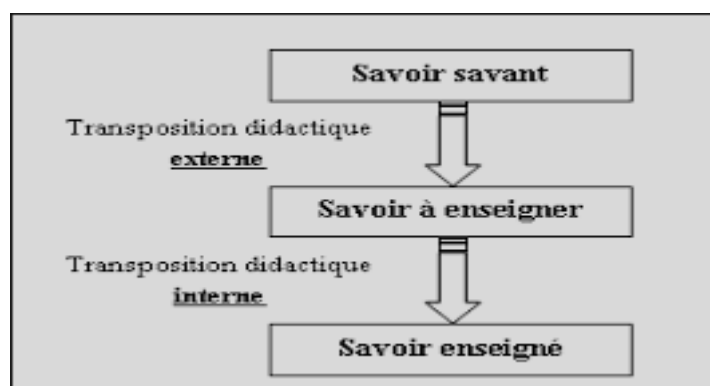 Savoir savant
Transposition didactique
externe
Savoir à enseigner
Transposition didactique
interne
Savoir enseigné